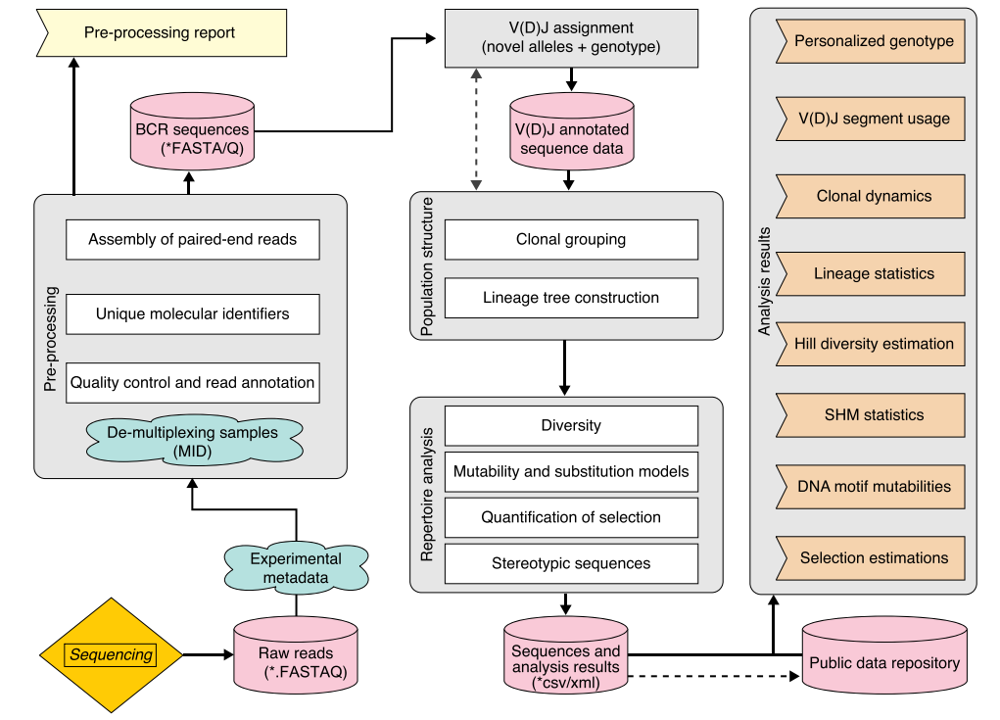 Pre-processing report
BCR sequences
(*FASTA/Q)
Pre-processing
Assembly of paired-end reads
Unique molecular identifiers
Quality control and read annotation
De-multiplexing samples
(MID)
Experimental
metadata
Sequencing
Raw reads
(*.FASTAQ)
V(D)J assignment
(novel alleles + genotype)
V(D)J annotated
sequence data
Population structure
Clonal grouping
Lineage tree construction
Repertoire analysis
Diversity
Mutability and substitution models
Quantification of selection
Stereotypic sequences
Sequences and
analysis results
(*csv/xml)
Public data repository
Analysis results
Personalized genotype
V(D)J segment usage
Clonal dynamics
Lineage statistics
Hill diversity estimation
SHM statistics
DNA motif mutabilities
Selection estimations